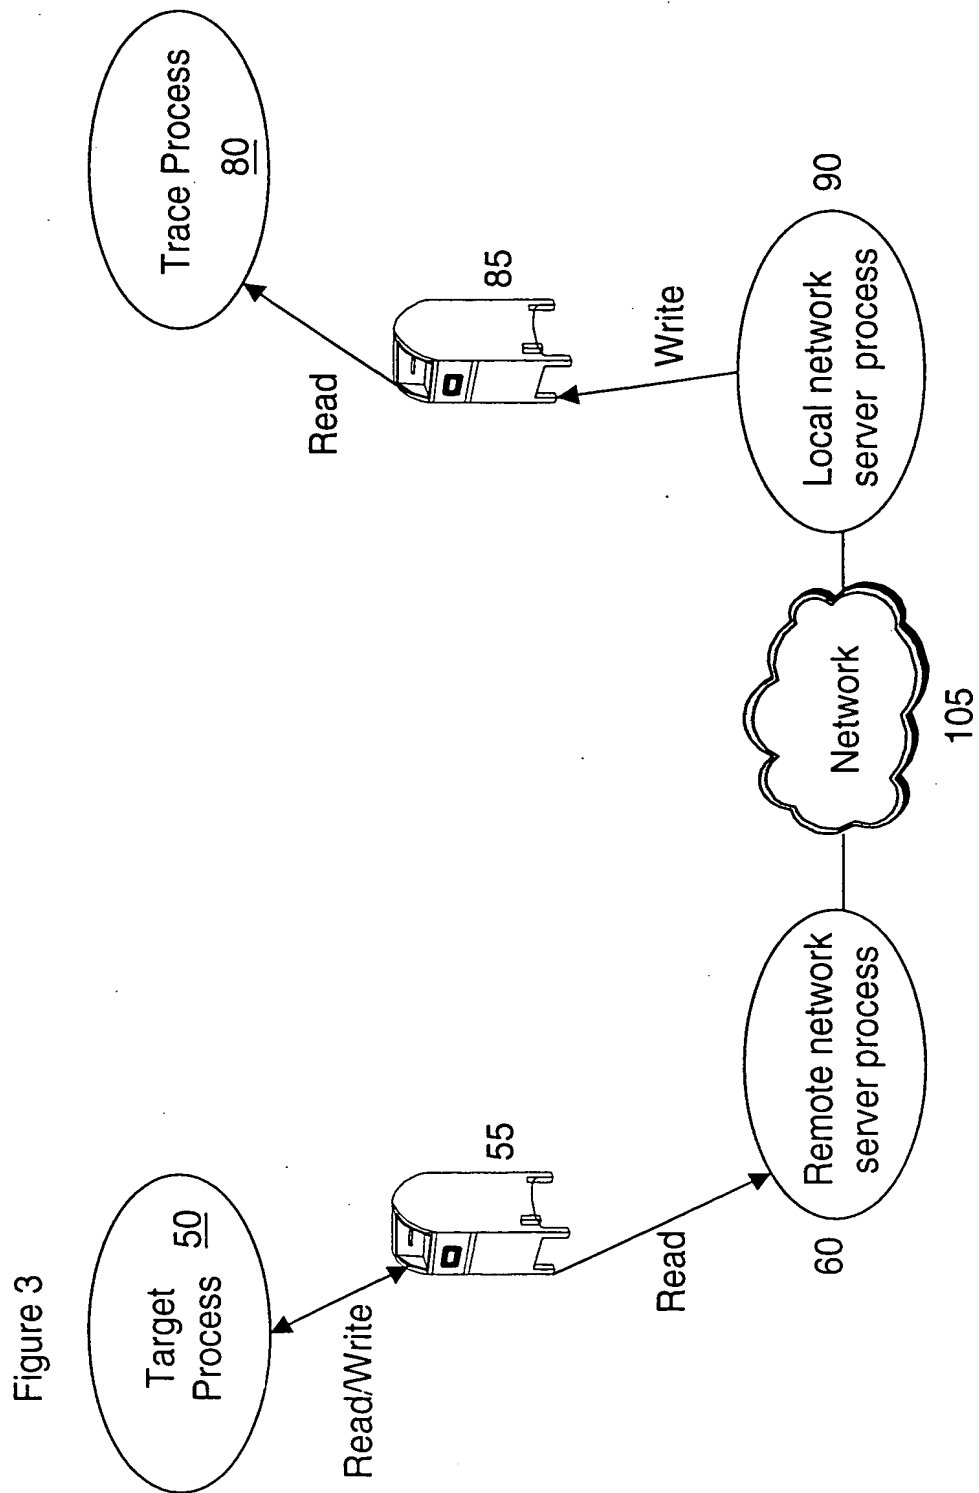 Figure 3
Target
Process 50
Read/Write
55
Read
60
Remote network
server process
Network
105
Trace Process
80
Read
85
Write
90
Local network
server process